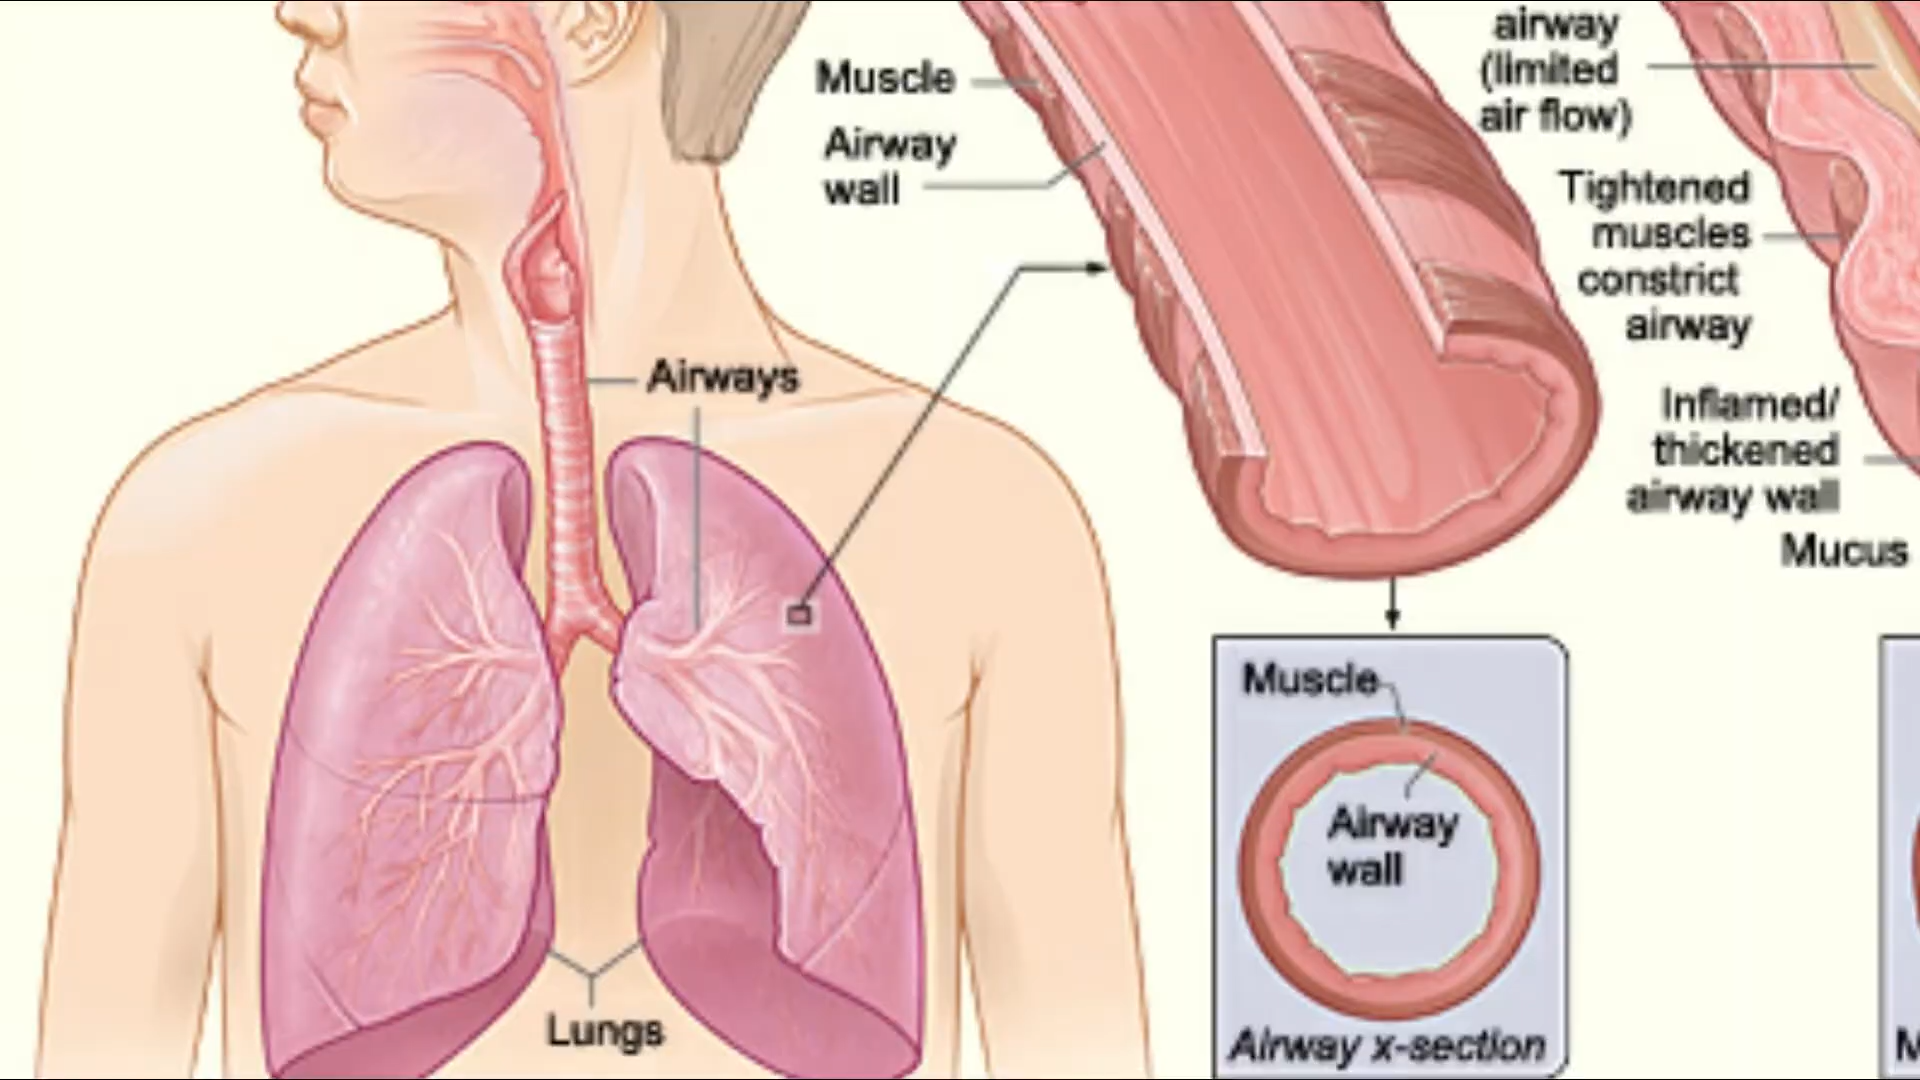 Muscle
Airway
wall
Airways
Lungs
airway
(limited
air flow)
Tightened
muscles
constrict
airway
Inflamed/
thickened
airway wall
Mucus
Muscle
Airway
wall
Airway x-section